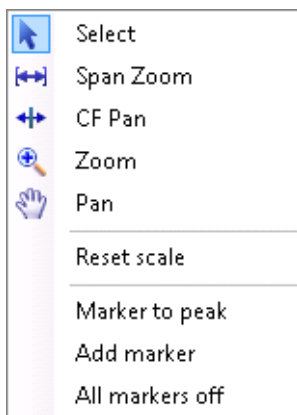 Select
Span Zoom
CF Pan
Zoom
Pan
Reset scale
Marker to peak
Add marker
All markers off